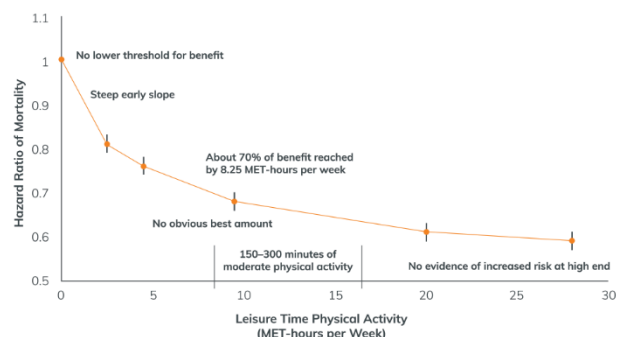 1.1
No lower threshold for benefit
1
Steep early slope
0.9
Hazard Ratio of Mortality
0.8
About 70% of benefit reached
by 8.25 MET-hours per week
0.7
No obvious best amount
0.6
150–300 minutes of
moderate physical activity
No evidence of increased risk at high end
0.5
0 5 10 15 20 25 30
Leisure Time Physical Activity
(MET-hours per Week)